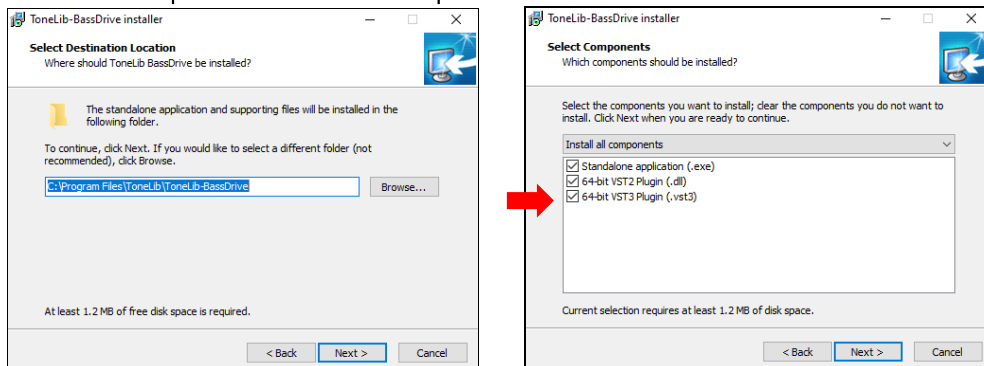 ToneLib-BassDrive installer
Select Destination Location
Where should ToneLib BassDrive be installed?
The standalone application and supporting files will be installed in the
following folder.
To continue, click Next. If you would like to select a different folder (not
recommended), click Browse.
C:\Program Files\ToneLib\ToneLib-BassDrive
Browse...
At least 1.2 MB of free disk space is required.
< Back
Next >
Cancel
ToneLib-BassDrive installer
Select Components
Which components should be installed?
Select the components you want to install; clear the components you do not want to
install. Click Next when you are ready to continue.
Install all components
Standalone application (.exe)
64-bit VST2 Plugin (.dll)
64-bit VST3 Plugin (.vst3)
Current selection requires at least 1.2 MB of disk space.
< Back
Next >
Cancel